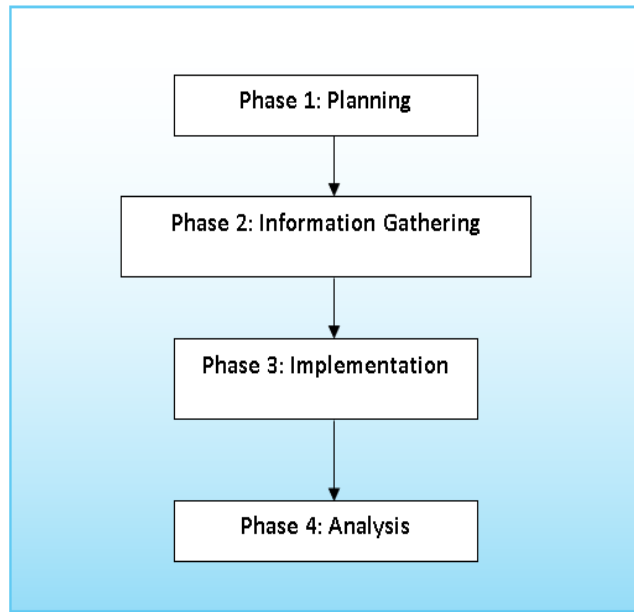 Phase 1: Planning
Phase 2: Information Gathering
Phase 3: Implementation
Phase 4: Analysis